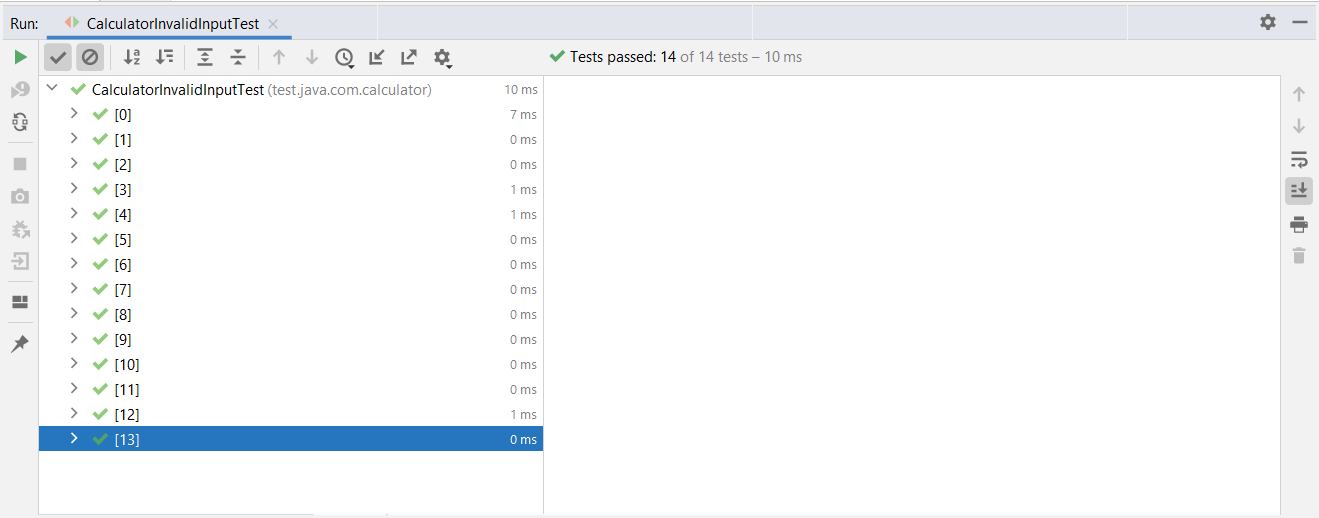 Run: CalculatorInvalidInputTest
Tests passed: 14 of 14 tests – 10 ms
CalculatorInvalidInputTest (test.java.com.calculator) 10 ms
[0] 7 ms
[1] 0 ms
[2] 0 ms
[3] 1 ms
[4] 1 ms
[5] 0 ms
[6] 0 ms
[7] 0 ms
[8] 0 ms
[9] 0 ms
[10] 0 ms
[11] 0 ms
[12] 1 ms
[13] 0 ms